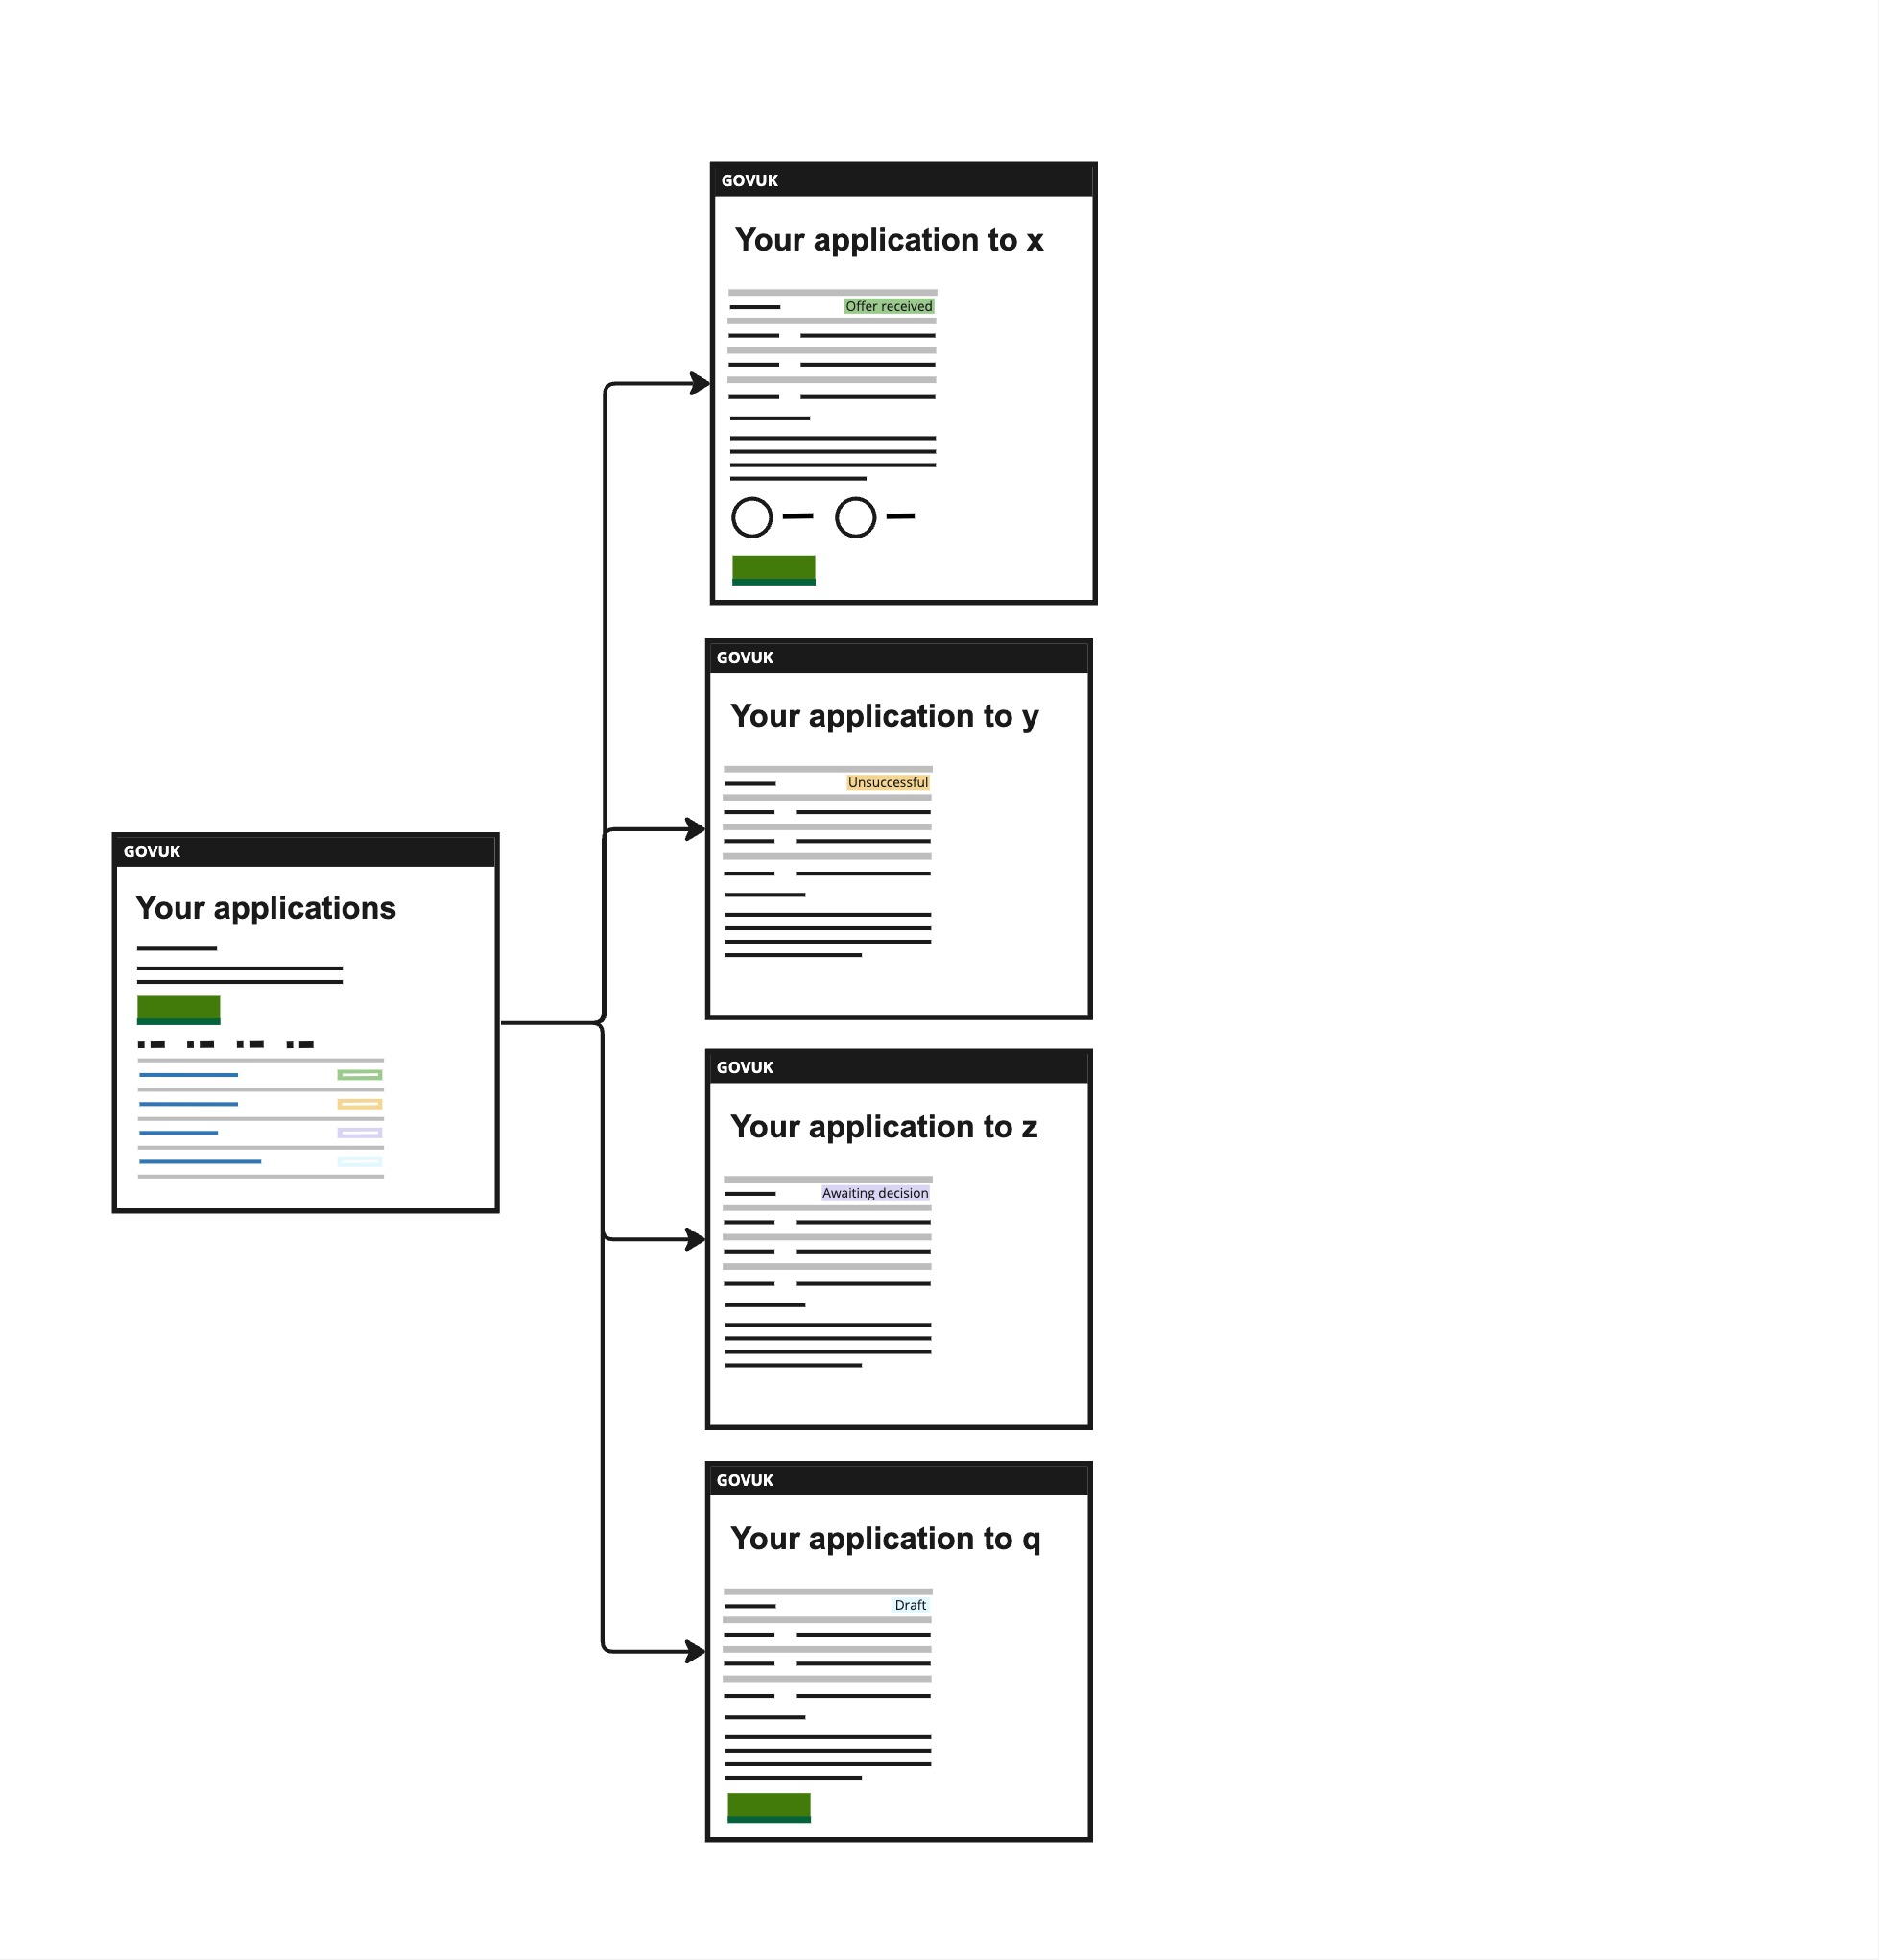 GOVUK
Your applications
GOVUK
Your application to x
Offer received
GOVUK
Your application to y
Unsuccessful
GOVUK
Your application to z
Awaiting decision
GOVUK
Your application to q
Draft